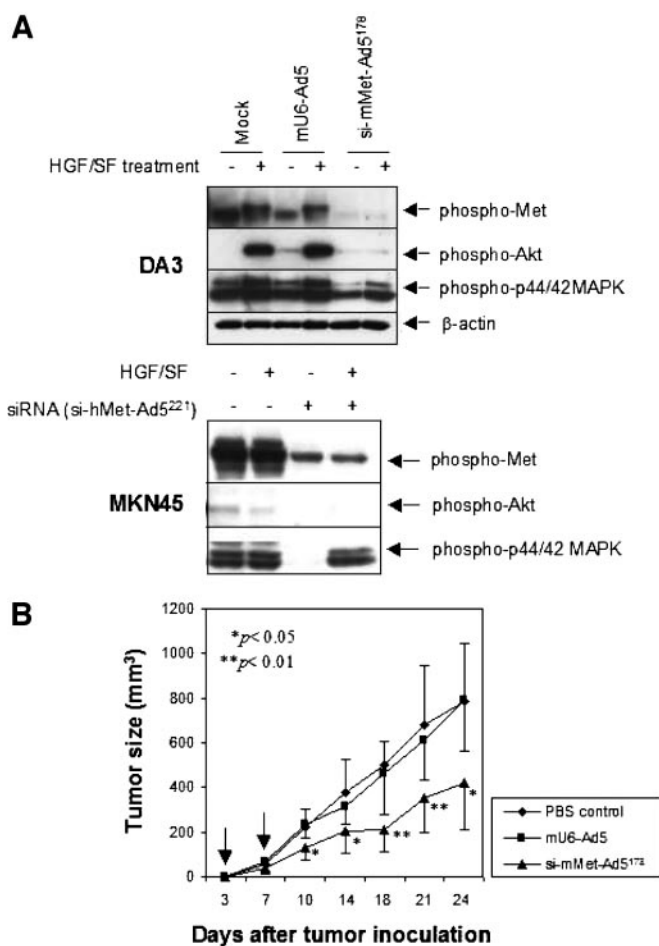 A
Mock
mU6-Ad5
si-mMet-Ad5¹⁷⁸
HGF/SF treatment - + - + - +
DA3
phospho-Met
phospho-Akt
phospho-p44/42MAPK
β-actin
HGF/SF - + - +
siRNA (si-hMet-Ad5²²¹) - - + +
MKN45
phospho-Met
phospho-Akt
phospho-p44/42 MAPK
B
Tumor size (mm³)
1200
1000
800
600
400
200
0
*p< 0.05
**p< 0.01
* * ** ** *
3 7 10 14 18 21 24
Days after tumor inoculation
PBS control
mU6-Ad5
si-mMet-Ad5¹⁷⁸